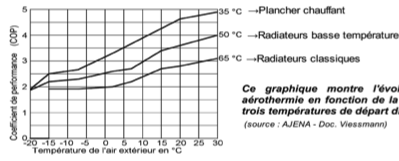 Coéficient de performance (COP)
5
4
3
2
1
0
-20 -15 -10 -5 0 5 10 15 20 25 30
Température de l'air extérieur en °C
35 °C →Plancher chauffant
50 °C →Radiateurs basse température
65 °C →Radiateurs classiques
Ce graphique montre l'évol
aérothermie en fonction de la
trois températures de départ d
(source : AJENA - Doc. Viessmann)